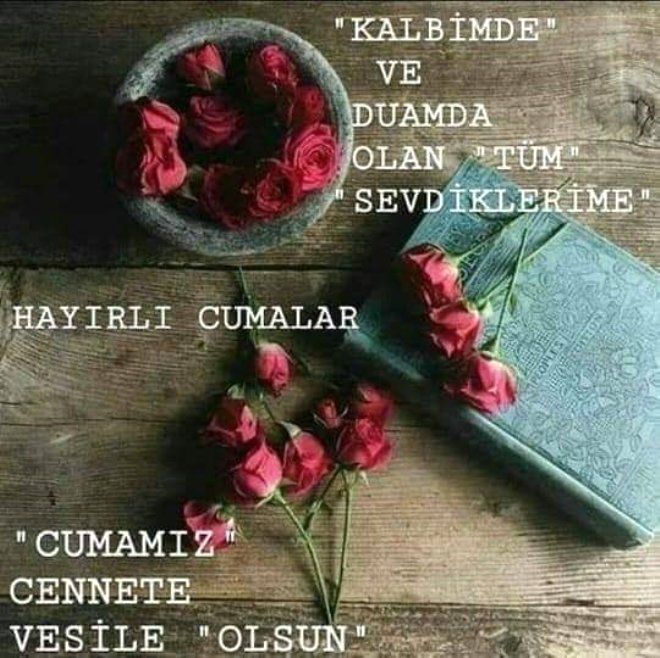 "KALBİMDE"
VE
DUAMDA
OLAN "TÜM"
"SEVDİKLERİME"
HAYIRLI CUMALAR
"CUMAMIZ"
CENNETE
VESİLE "OLSUN"